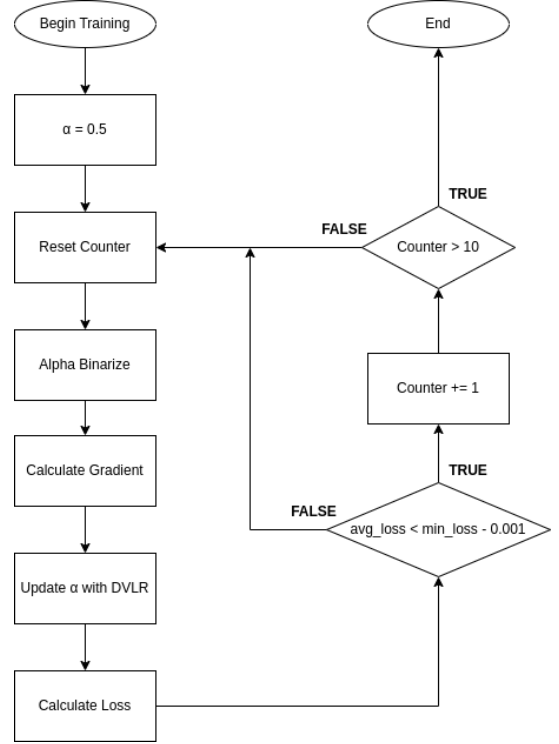 Begin Training
End
α = 0.5
TRUE
FALSE
Reset Counter
Counter > 10
Alpha Binarize
Counter += 1
Calculate Gradient
TRUE
FALSE
avg_loss < min_loss - 0.001
Update α with DVLR
Calculate Loss